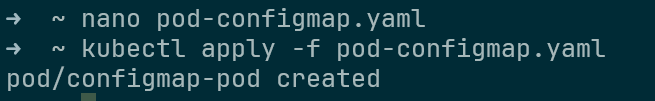 ➜  ~ nano pod-configmap.yaml
➜  ~ kubectl apply -f pod-configmap.yaml
pod/configmap-pod created